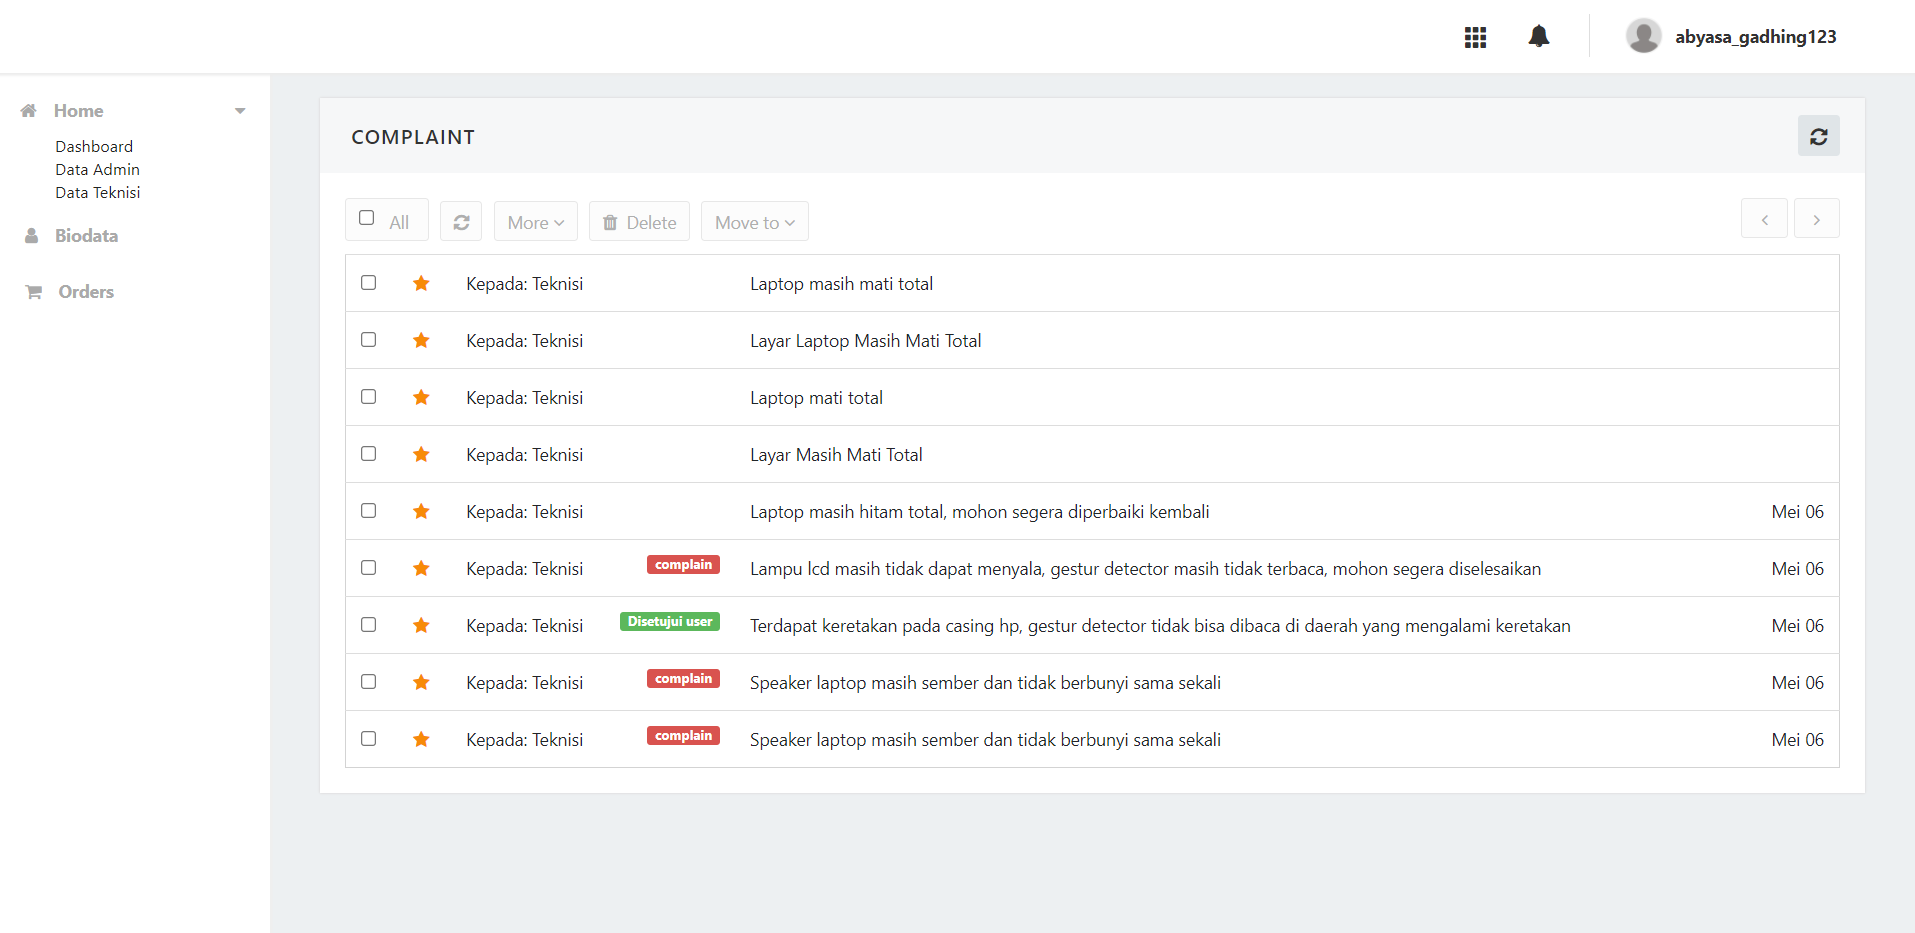 abyasa_gadhing123
Home
Dashboard
Data Admin
Data Teknisi
Biodata
Orders
COMPLAINT
All More Delete Move to
Kepada: Teknisi Laptop masih mati total
Kepada: Teknisi Layar Laptop Masih Mati Total
Kepada: Teknisi Laptop mati total
Kepada: Teknisi Layar Masih Mati Total
Kepada: Teknisi Laptop masih hitam total, mohon segera diperbaiki kembali Mei 06
Kepada: Teknisi complain Lampu lcd masih tidak dapat menyala, gestur detector masih tidak terbaca, mohon segera diselesaikan Mei 06
Kepada: Teknisi Disetujui user Terdapat keretakan pada casing hp, gestur detector tidak bisa dibaca di daerah yang mengalami keretakan Mei 06
Kepada: Teknisi complain Speaker laptop masih sember dan tidak berbunyi sama sekali Mei 06
Kepada: Teknisi complain Speaker laptop masih sember dan tidak berbunyi sama sekali Mei 06